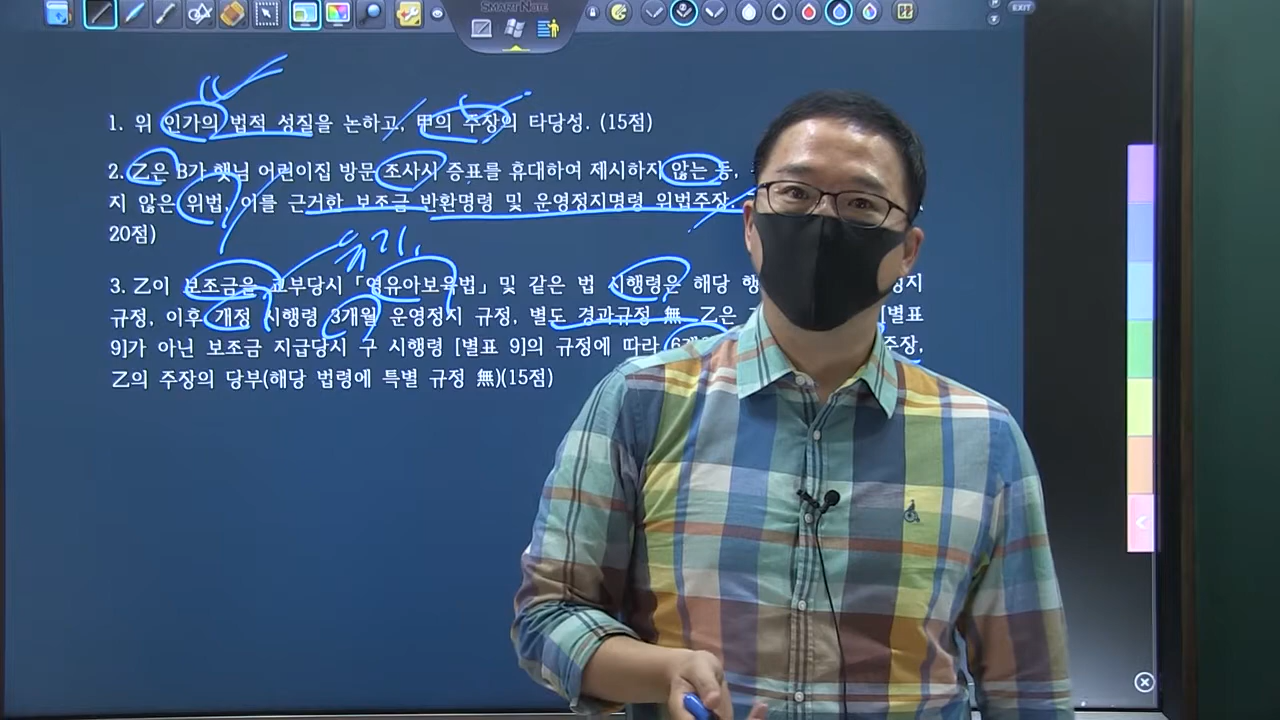 SMART NOTE
EXIT
1. 위 인가의 법적 성질을 논하고, 甲의 주장의 타당성. (15점)
2. 乙은 B가 햇님 어린이집 방문 조사시 증표를 휴대하여 제시하지 않는 등,
지 않은 위법, 이를 근거한 보조금 반환명령 및 운영정지명령 위법주장.
20점)
유기.
3. 乙이 보조금을 교부당시 「영유아보육법」 및 같은 법 시행령은 해당 행 정지
규정, 이후 개정 시행령 3개월 운영정지 규정, 별도 경과규정 無, 乙은 [별표
9]가 아닌 보조금 지급당시 구 시행령 [별표 9]의 규정에 따라 주장,
乙의 주장의 당부(해당 법령에 특별 규정 無)(15점)